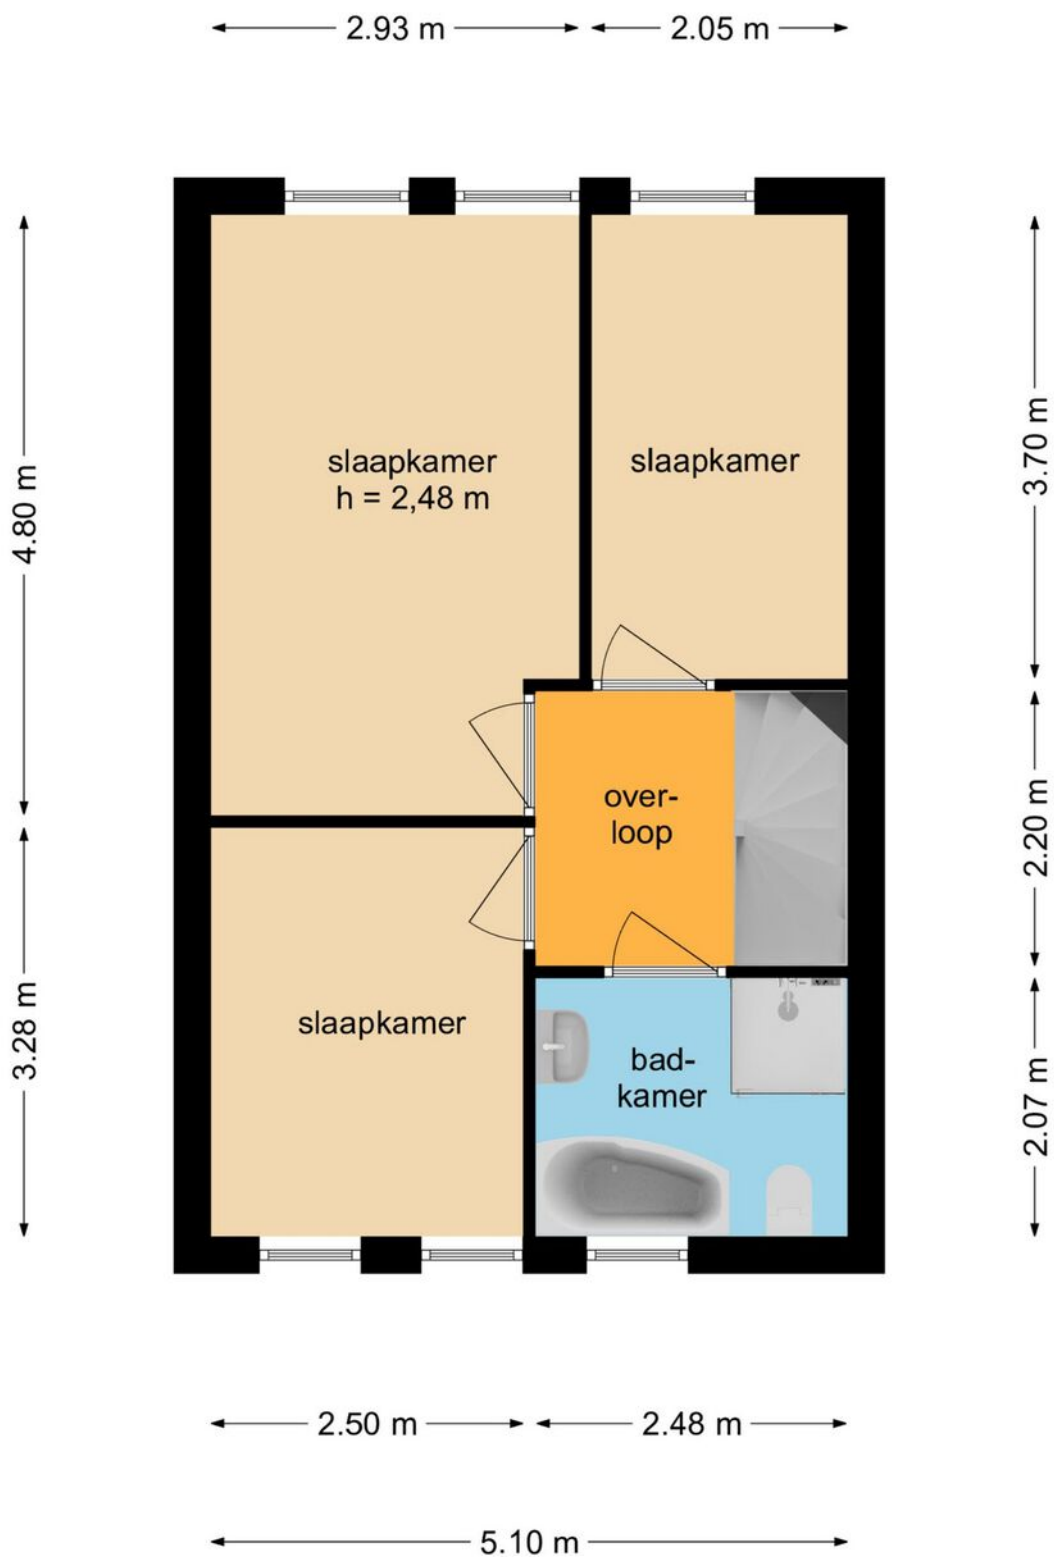 2.93 m
2.05 m
4.80 m
3.70 m
slaapkamer
h = 2,48 m
slaapkamer
over-
loop
2.20 m
3.28 m
slaapkamer
bad-
kamer
2.07 m
2.50 m
2.48 m
5.10 m